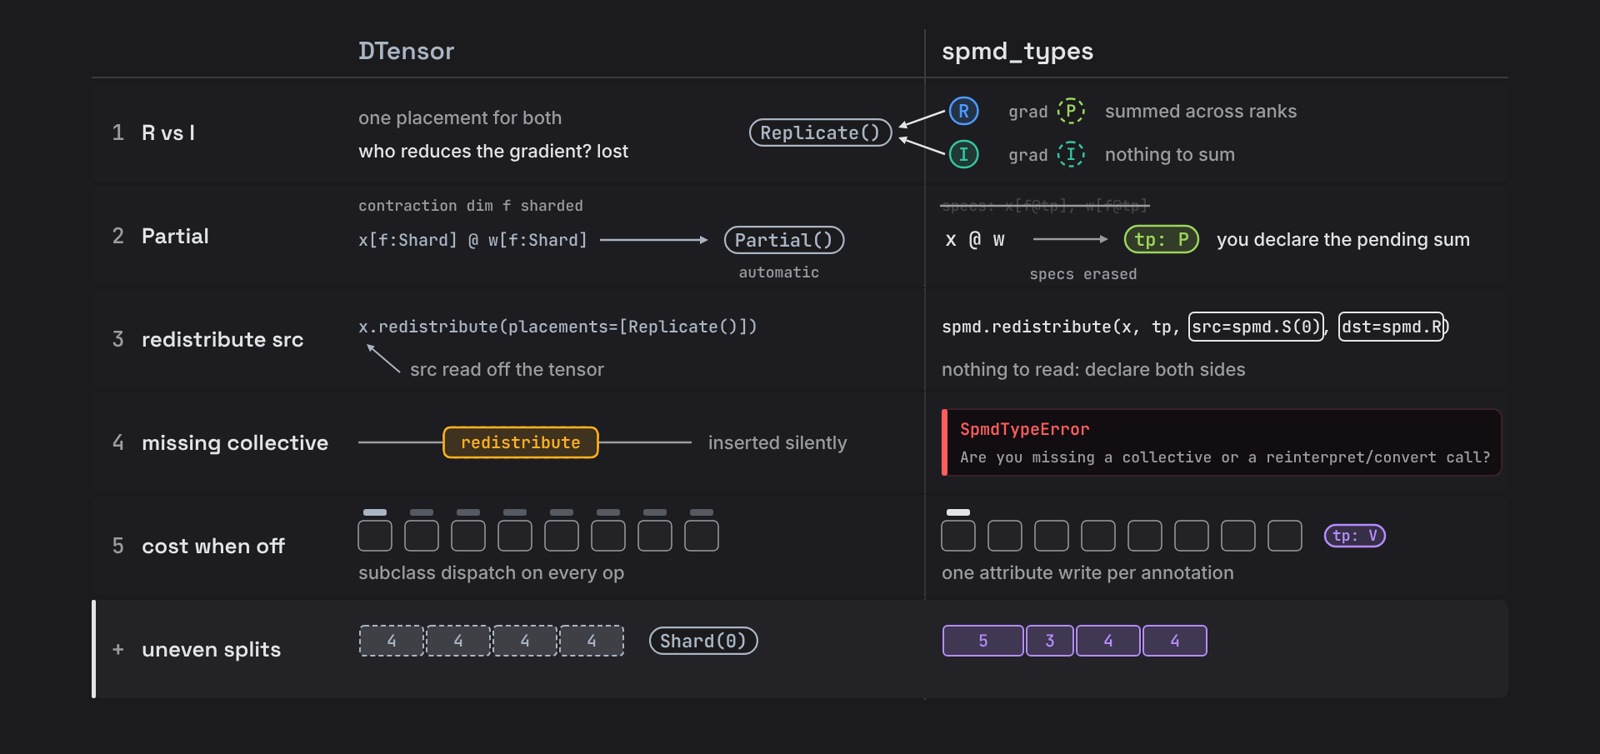 DTensor
spmd_types
1 R vs I
one placement for both
who reduces the gradient? lost
Replicate()
R grad P summed across ranks
I grad I nothing to sum
2 Partial
contraction dim f sharded
x[f:Shard] @ w[f:Shard]
Partial()
automatic
specs: x[f@tp], w[f@tp]
x @ w
tp: P
you declare the pending sum
specs erased
3 redistribute src
x.redistribute(placements=[Replicate()])
src read off the tensor
spmd.redistribute(x, tp, src=spmd.S(0), dst=spmd.R)
nothing to read: declare both sides
4 missing collective
redistribute
inserted silently
SpmdTypeError
Are you missing a collective or a reinterpret/convert call?
5 cost when off
subclass dispatch on every op
tp: V
one attribute write per annotation
+ uneven splits
4 4 4 4
Shard(0)
5 3 4 4